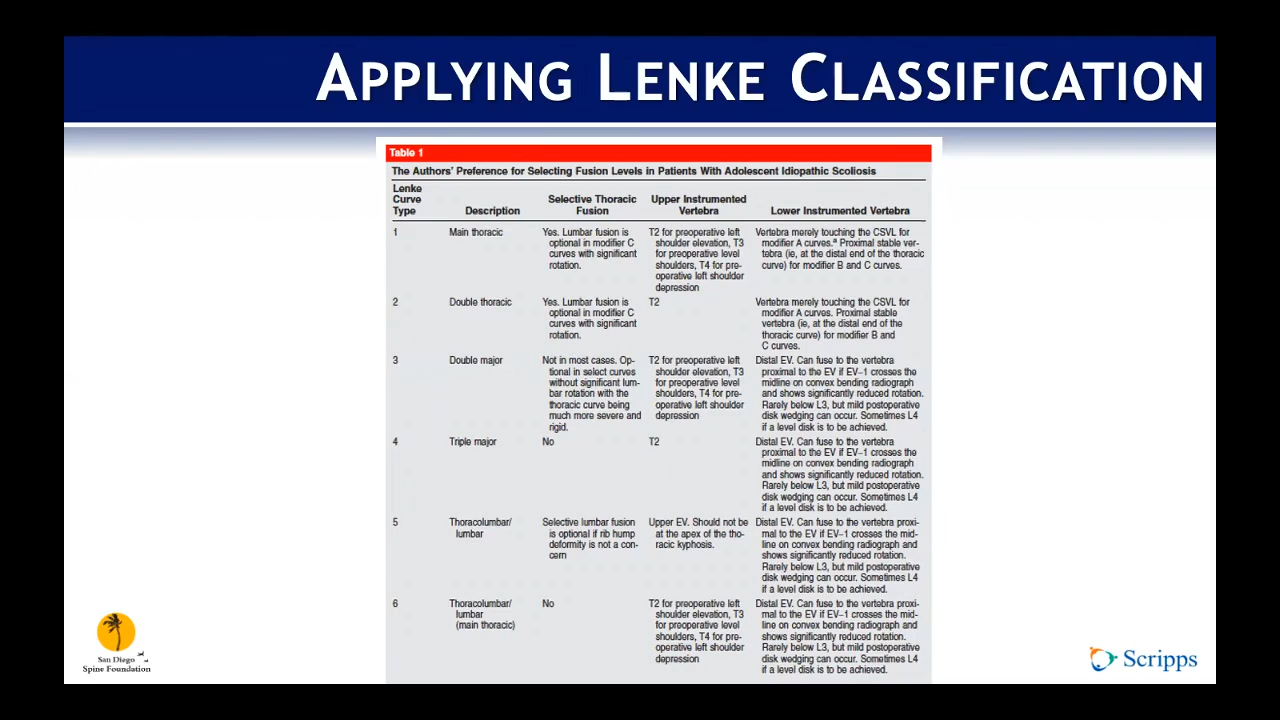 APPLYING LENKE CLASSIFICATION
Table 1
The Authors' Preference for Selecting Fusion Levels in Patients With Adolescent Idiopathic Scoliosis
Lenke
Curve
Type
Description
Selective Thoracic
Fusion
Upper Instrumented
Vertebra
Lower Instrumented Vertebra
1
Main thoracic
Yes. Lumbar fusion is
optional in modifier C
curves with significant
rotation.
T2 for preoperative left
shoulder elevation, T3
for preoperative level
shoulders, T4 for pre-
operative left shoulder
depression
Vertebra merely touching the CSVL for
modifier A curves.a Proximal stable ver-
tebra (ie, at the distal end of the thoracic
curve) for modifier B and C curves.
2
Double thoracic
Yes. Lumbar fusion is
optional in modifier C
curves with significant
rotation.
T2
Vertebra merely touching the CSVL for
modifier A curves. Proximal stable
vertebra (ie, at the distal end of the
thoracic curve) for modifier B and
C curves.
3
Double major
Not in most cases. Op-
tional in select curves
without significant lum-
bar rotation with the
thoracic curve being
much more severe and
rigid.
T2 for preoperative left
shoulder elevation, T3
for preoperative level
shoulders, T4 for pre-
operative left shoulder
depression
Distal EV. Can fuse to the vertebra
proximal to the EV if EV–1 crosses the
midline on convex bending radiograph
and shows significantly reduced rotation.
Rarely below L3, but mild postoperative
disk wedging can occur. Sometimes L4
if a level disk is to be achieved.
4
Triple major
No
T2
Distal EV. Can fuse to the vertebra
proximal to the EV if EV–1 crosses the
midline on convex bending radiograph
and shows significantly reduced rotation.
Rarely below L3, but mild postoperative
disk wedging can occur. Sometimes L4
if a level disk is to be achieved.
5
Thoracolumbar/
lumbar
Selective lumbar fusion
is optional if rib hump
deformity is not a con-
cern
Upper EV. Should not be
at the apex of the tho-
racic kyphosis.
Distal EV. Can fuse to the vertebra proxi-
mal to the EV if EV–1 crosses the mid-
line on convex bending radiograph and
shows significantly reduced rotation.
Rarely below L3, but mild postoperative
disk wedging can occur. Sometimes L4
if a level disk is to be achieved.
6
Thoracolumbar/
lumbar
(main thoracic)
No
T2 for preoperative left
shoulder elevation, T3
for preoperative level
shoulders, T4 for pre-
operative left shoulder
depression
Distal EV. Can fuse to the vertebra proxi-
mal to the EV if EV–1 crosses the mid-
line on convex bending radiograph and
shows significantly reduced rotation.
Rarely below L3, but mild postoperative
disk wedging can occur. Sometimes L4
if a level disk is to be achieved.
San Diego
Spine Foundation
Scripps